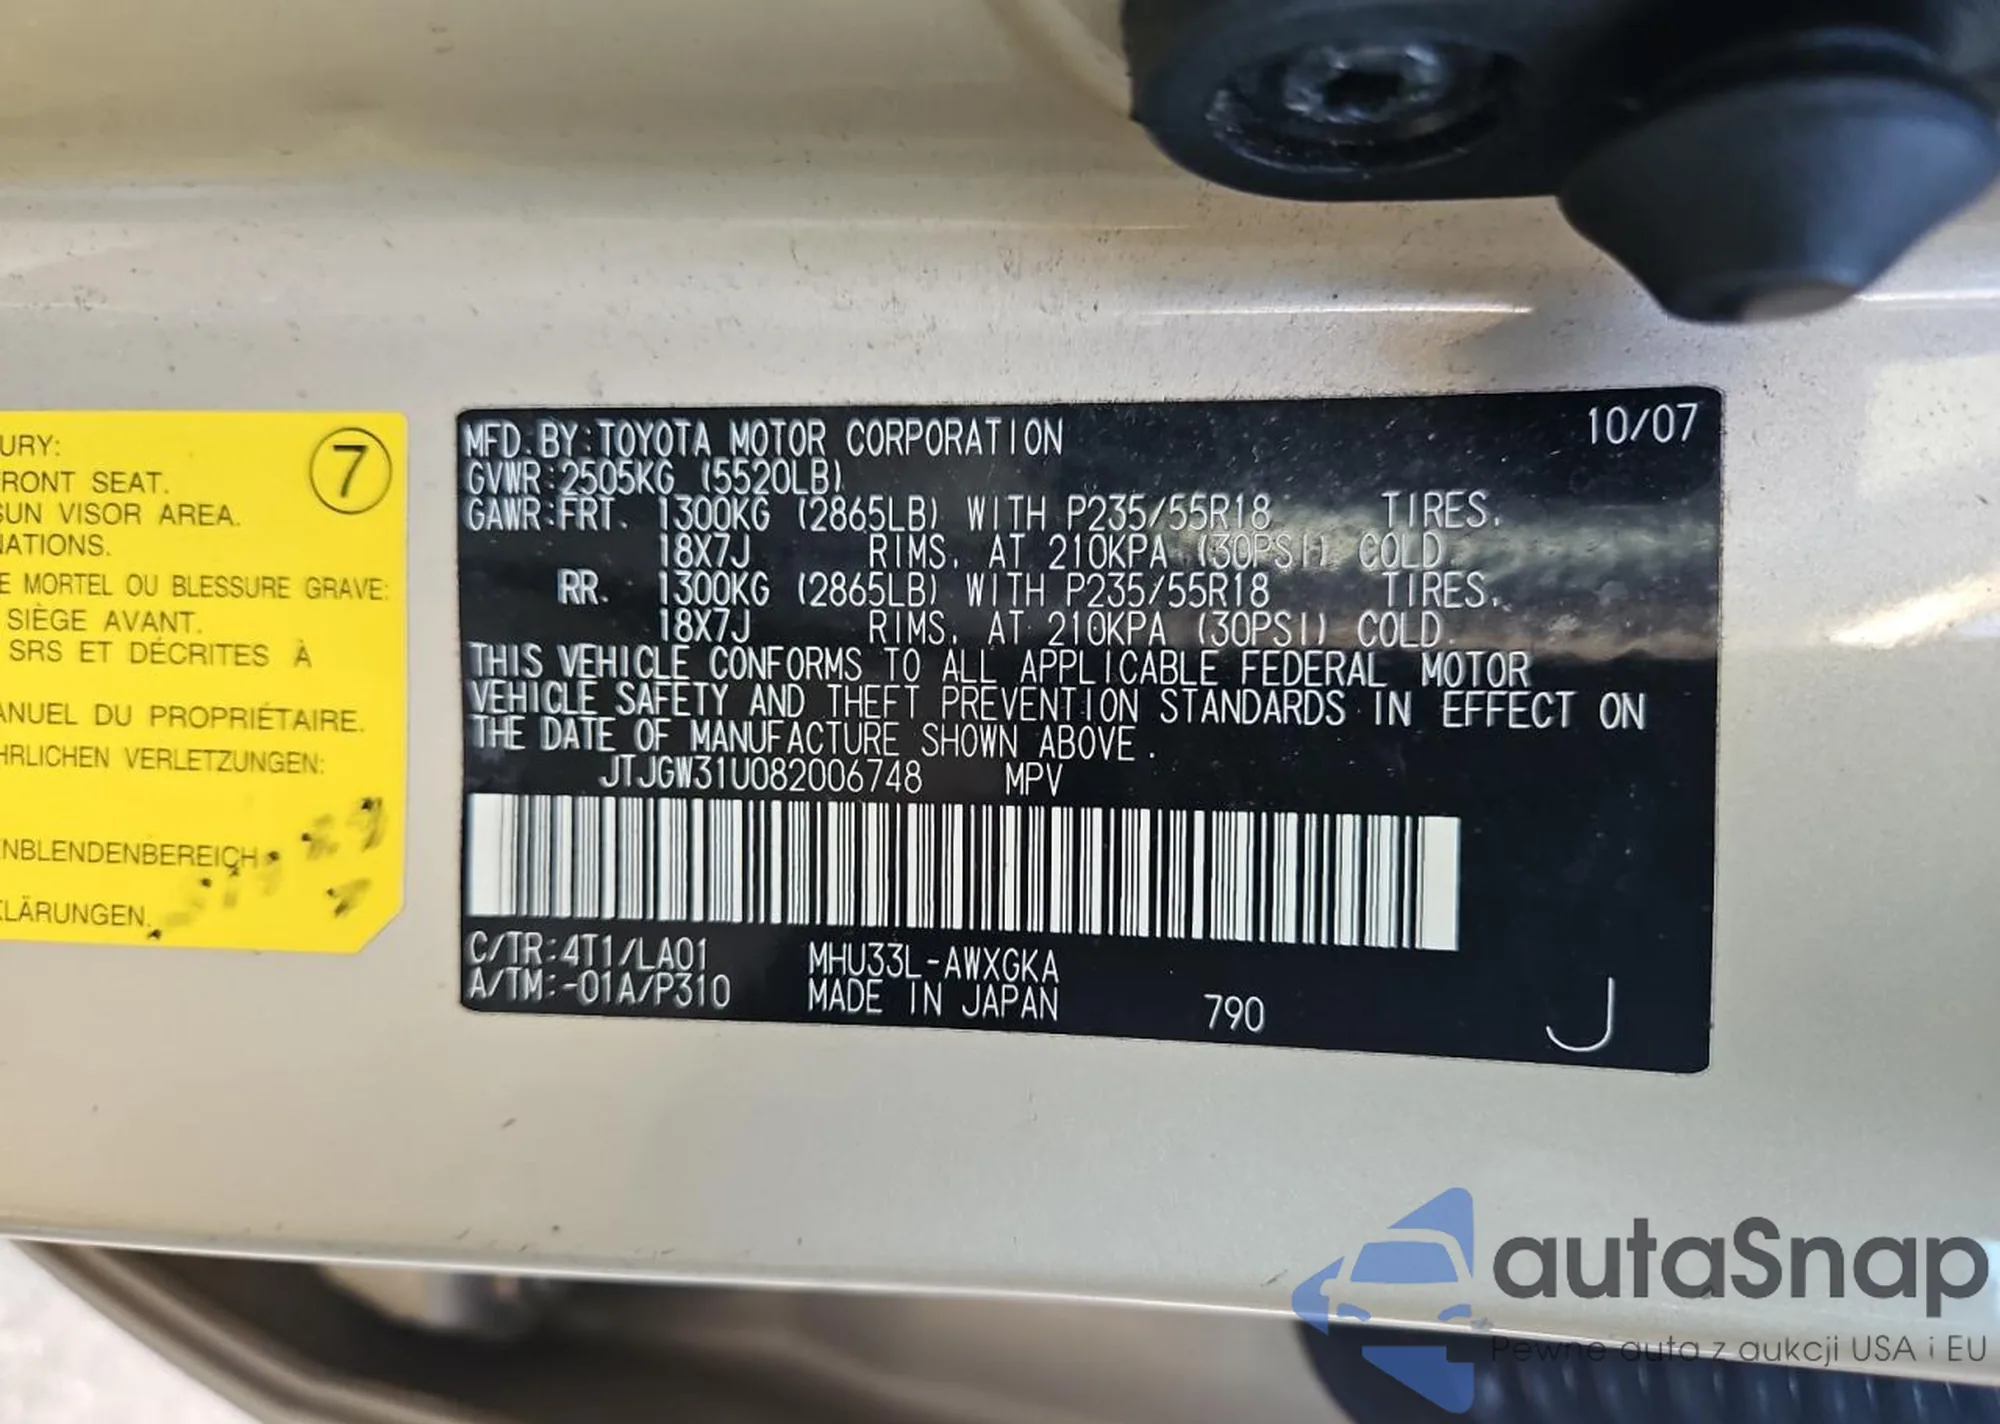 URY:
RONT SEAT.
SUN VISOR AREA.
NATIONS.
E MORTEL OU BLESSURE GRAVE:
SIÈGE AVANT.
SRS ET DÉCRITES À
ANUEL DU PROPRIÉTAIRE.
HRLICHEN VERLETZUNGEN:
ENBLENDENBEREICH
KLÄRUNGEN.
7
10/07
MFD. BY: TOYOTA MOTOR CORPORATION
GVWR: 2505KG (5520LB)
GAWR: FRT. 1300KG (2865LB) WITH P235/55R18 TIRES,
18X7J RIMS, AT 210KPA (30PSI) COLD
RR. 1300KG (2865LB) WITH P235/55R18 TIRES,
18X7J RIMS, AT 210KPA (30PSI) COLD
THIS VEHICLE CONFORMS TO ALL APPLICABLE FEDERAL MOTOR
VEHICLE SAFETY AND THEFT PREVENTION STANDARDS IN EFFECT ON
THE DATE OF MANUFACTURE SHOWN ABOVE.
JTJGW31U082006748 MPV
C/TR: 4T1/LA01 MHU33L-AWXGKA
A/TM: -01A/P310 MADE IN JAPAN 790 J
autaSnap
Pewne auta z aukcji USA i EU